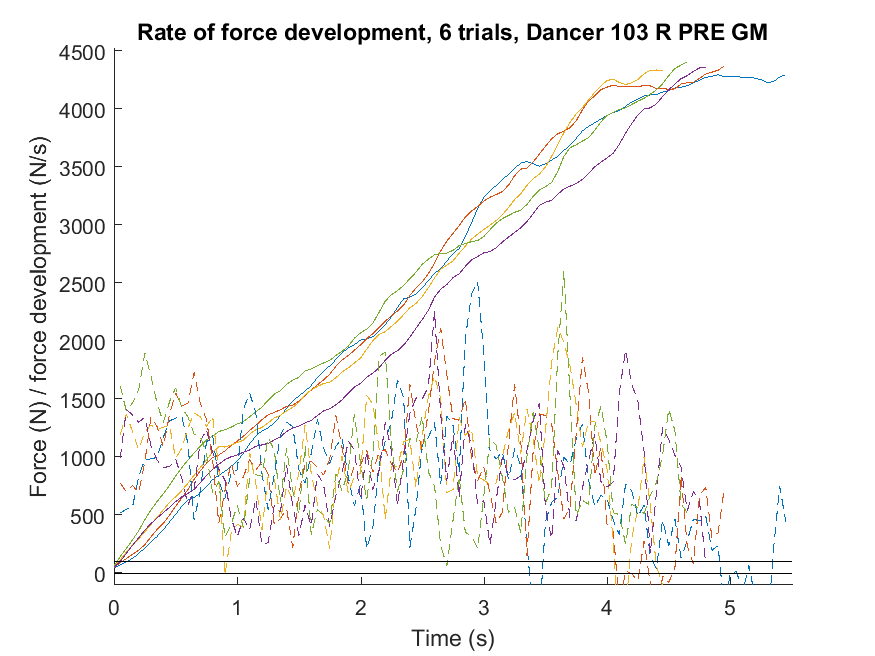 Rate of force development, 6 trials, Dancer 103 R PRE GM
Force (N) / force development (N/s)
4500
4000
3500
3000
2500
2000
1500
1000
500
0
0 1 2 3 4 5
Time (s)